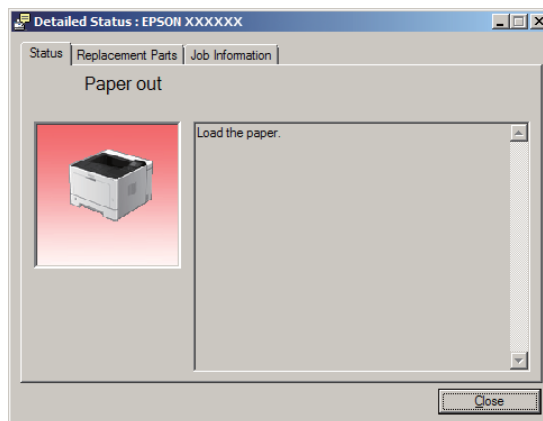 Detailed Status : EPSON XXXXXX
Status Replacement Parts Job Information
Paper out
Load the paper.
Close